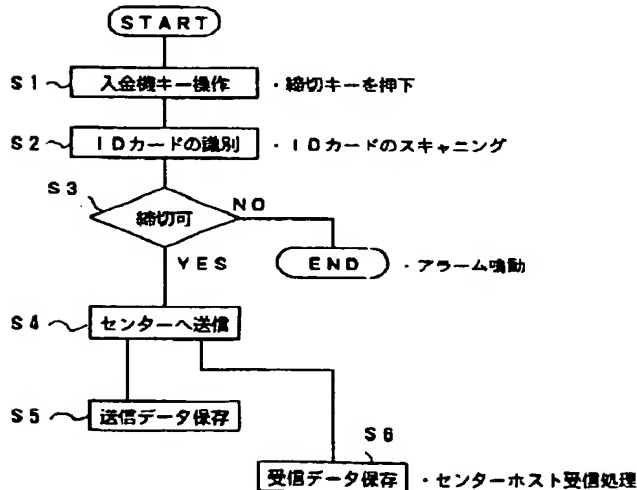 START
S1 入金機キー操作 ・締切キーを押下
S2 IDカードの識別 ・IDカードのスキャニング
S3
締切可 NO
YES END ・アラーム鳴動
S4 センターへ送信
S5 送信データ保存
S6
受信データ保存 ・センターホスト受信処理